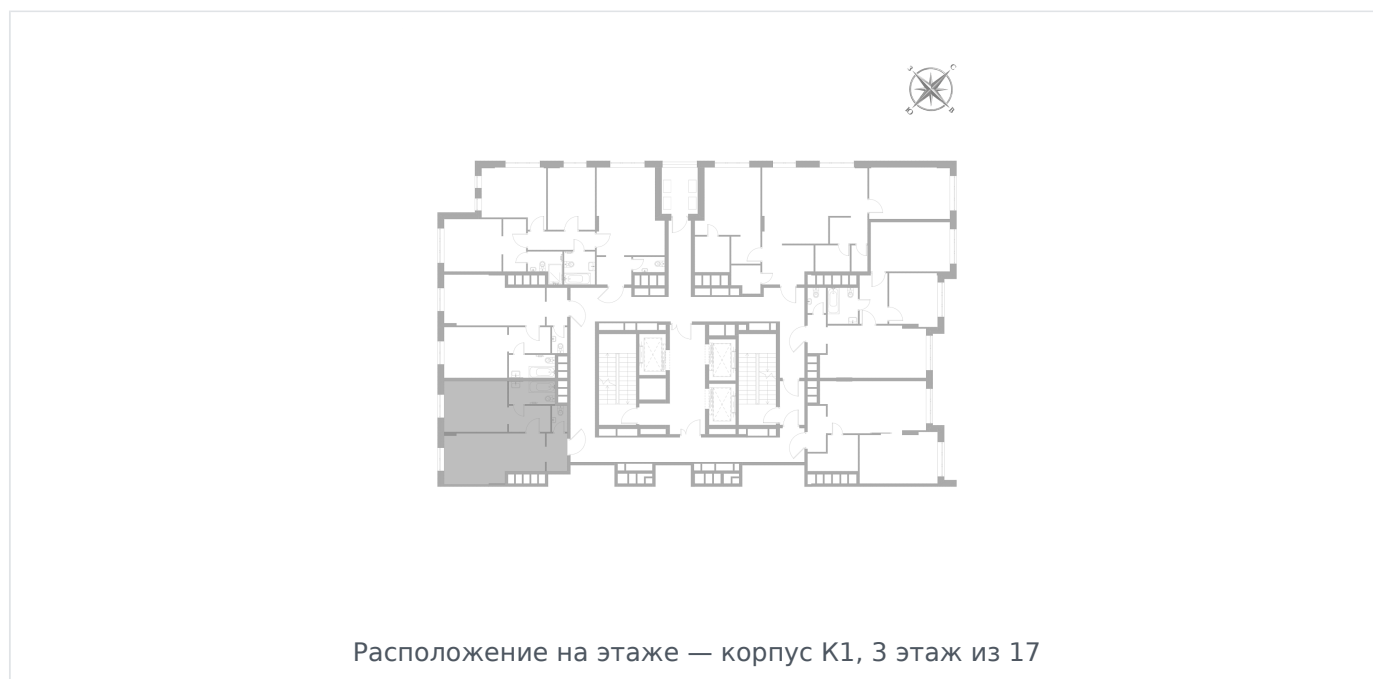 З С
Ю В
Расположение на этаже — корпус К1, 3 этаж из 17